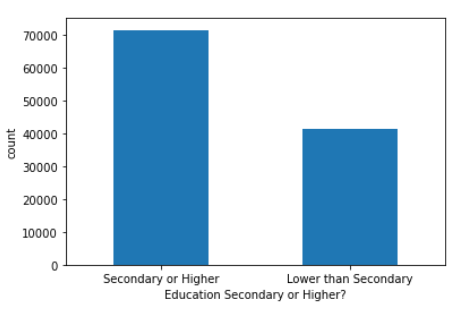 70000
60000
50000
40000
30000
20000
10000
0
count
Secondary or Higher
Lower than Secondary
Education Secondary or Higher?